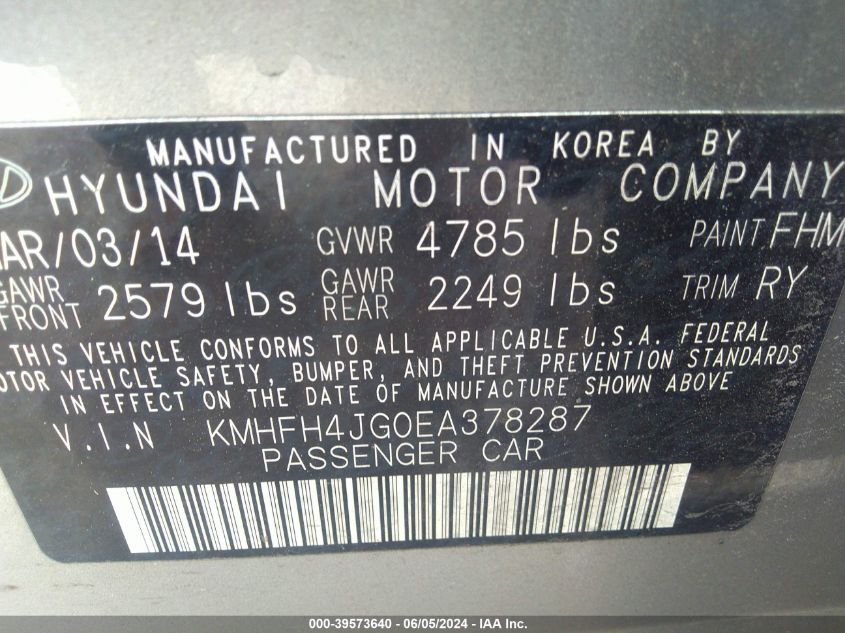 MANUFACTURED IN KOREA BY
HYUNDAI MOTOR COMPANY
AR/03/14 GVWR 4785 lbs PAINT FHM
GAWR FRONT 2579 lbs GAWR REAR 2249 lbs TRIM RY
THIS VEHICLE CONFORMS TO ALL APPLICABLE U.S.A. FEDERAL
OTOR VEHICLE SAFETY, BUMPER, AND THEFT PREVENTION STANDARDS
IN EFFECT ON THE DATE OF MANUFACTURE SHOWN ABOVE
V.I.N KMHFH4JG0EA378287
PASSENGER CAR
000-39573640 - 06/05/2024 - IAA Inc.